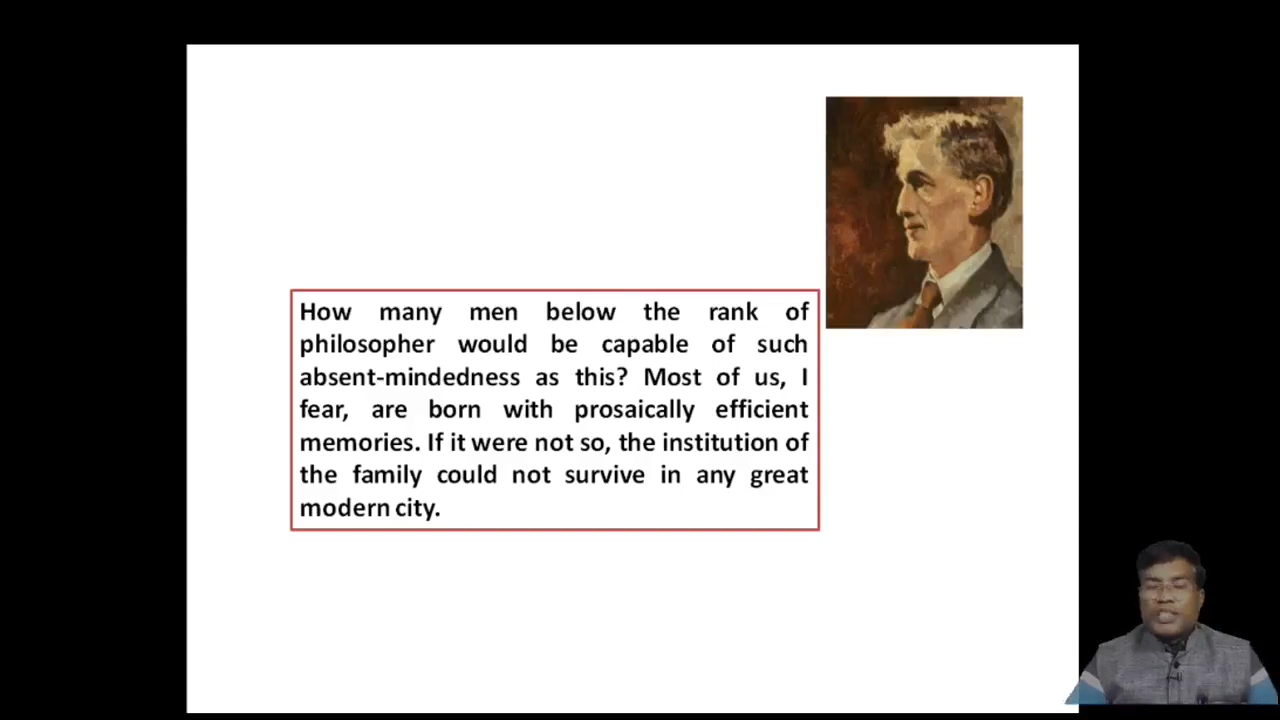 How many men below the rank of
philosopher would be capable of such
absent-mindedness as this? Most of us, I
fear, are born with prosaically efficient
memories. If it were not so, the institution of
the family could not survive in any great
modern city.